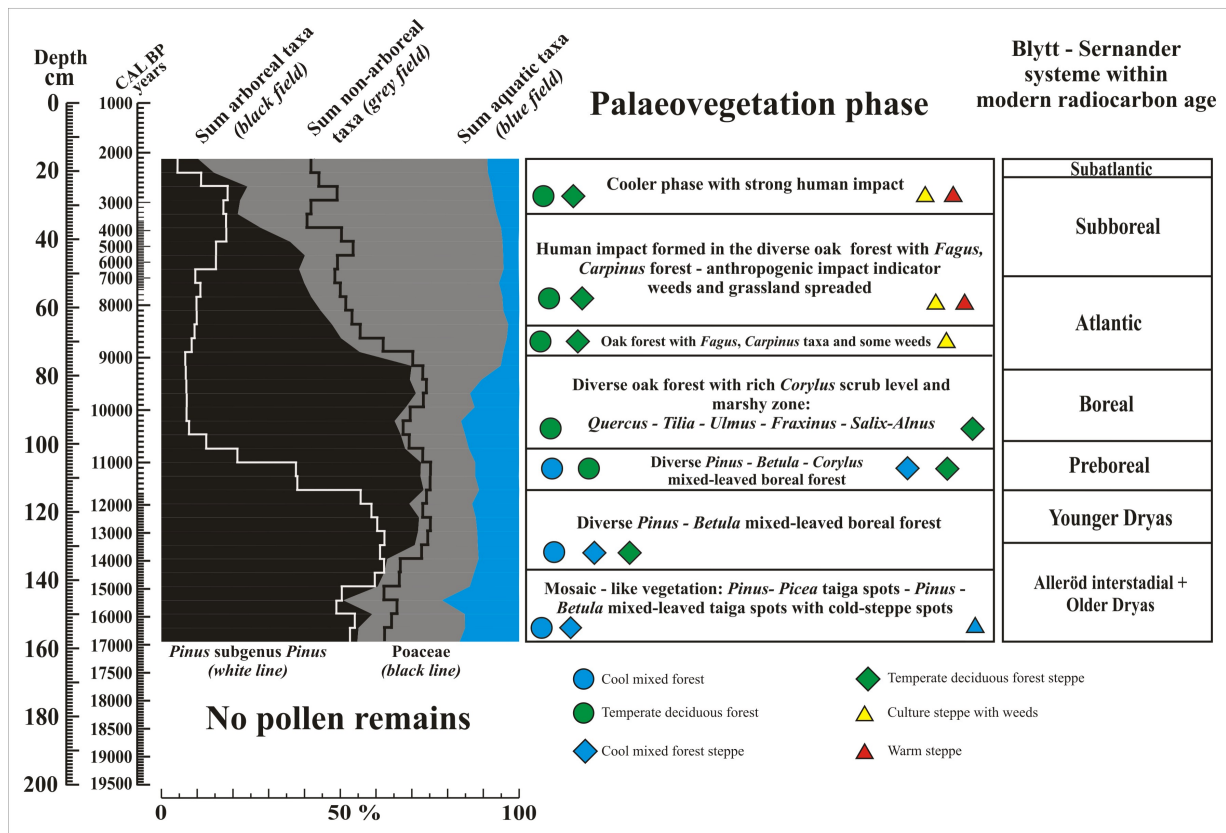 Depth
cm
CAL BP
years
Sum arboreal taxa
(black field)
Sum non-arboreal
taxa (grey field)
Sum aquatic taxa
(blue field)
Palaeovegetation phase
Blytt - Sernander
systeme within
modern radiocarbon age
0
20
40
60
80
100
120
140
160
180
200
1000
2000
3000
4000
5000
6000
7000
8000
9000
10000
11000
12000
13000
14000
15000
16000
17000
17500
18000
18500
19000
19500
Cooler phase with strong human impact
Human impact formed in the diverse oak forest with Fagus,
Carpinus forest - anthropogenic impact indicator
weeds and grassland spreaded
Oak forest with Fagus, Carpinus taxa and some weeds
Diverse oak forest with rich Corylus scrub level and
marshy zone:
Quercus - Tilia - Ulmus - Fraxinus - Salix-Alnus
Diverse Pinus - Betula - Corylus
mixed-leaved boreal forest
Diverse Pinus - Betula mixed-leaved boreal forest
Mosaic - like vegetation: Pinus- Picea taiga spots - Pinus -
Betula mixed-leaved taiga spots with cold-steppe spots
Subatlantic
Subboreal
Atlantic
Boreal
Preboreal
Younger Dryas
Alleröd interstadial +
Older Dryas
Pinus subgenus Pinus
(white line)
Poaceae
(black line)
No pollen remains
0
50 %
100
Cool mixed forest
Temperate deciduous forest
Cool mixed forest steppe
Temperate deciduous forest steppe
Culture steppe with weeds
Warm steppe